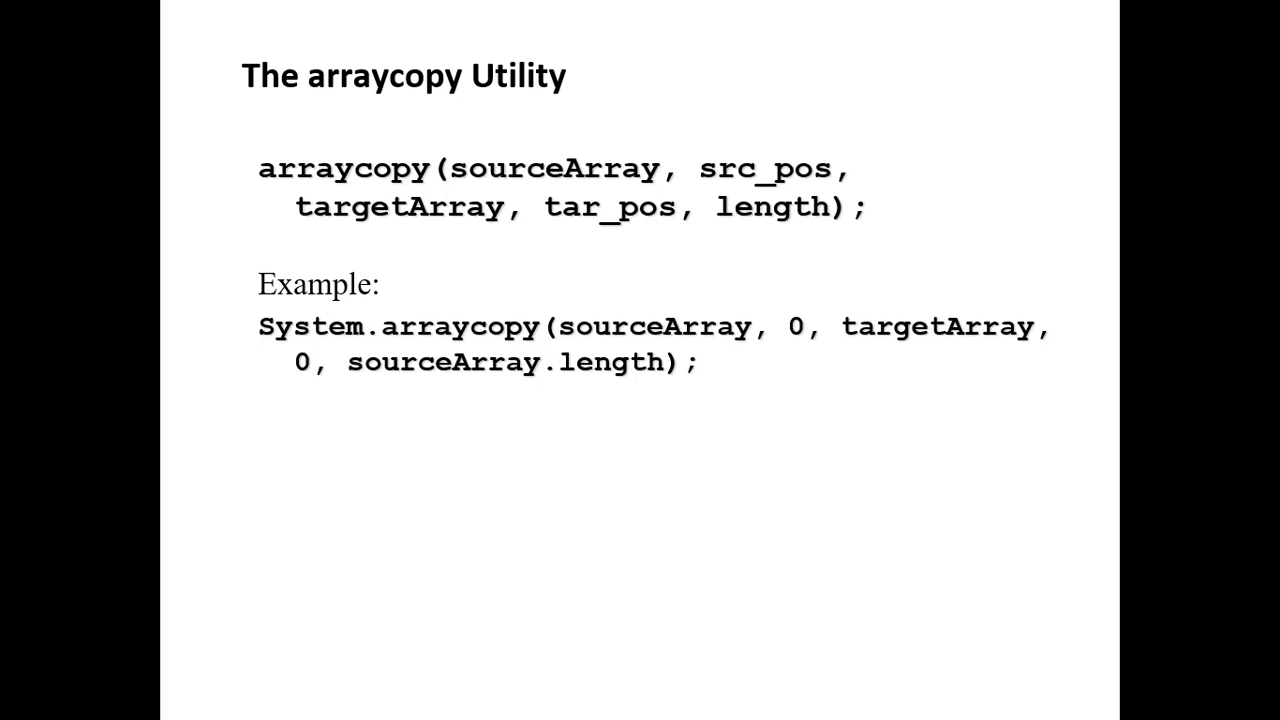 The arraycopy Utility
arraycopy(sourceArray, src_pos,
targetArray, tar_pos, length);
Example:
System.arraycopy(sourceArray, 0, targetArray,
0, sourceArray.length);